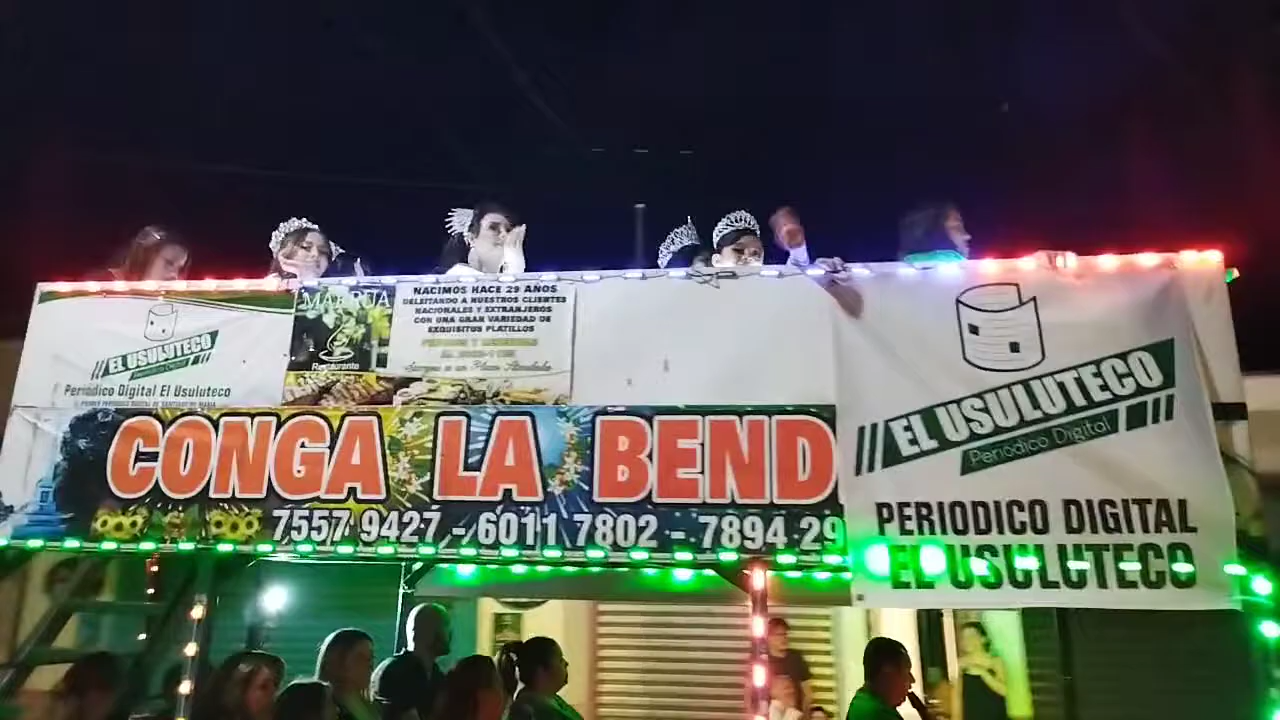 EL USULUTECO
Periodico Digital
Periodico Digital El Usuluteco
Restaurante
NACIMOS HACE 29 AÑOS
DELEITANDO A NUESTROS CLIENTES
NACIONALES Y EXTRANJEROS
CON UNA GRAN VARIEDAD DE
EXQUISITOS PLATILLOS
CONGA LA BEND
7557 9427 - 6011 7802 - 7894 29
EL USULUTECO
Periodico Digital
PERIODICO DIGITAL
EL USULUTECO